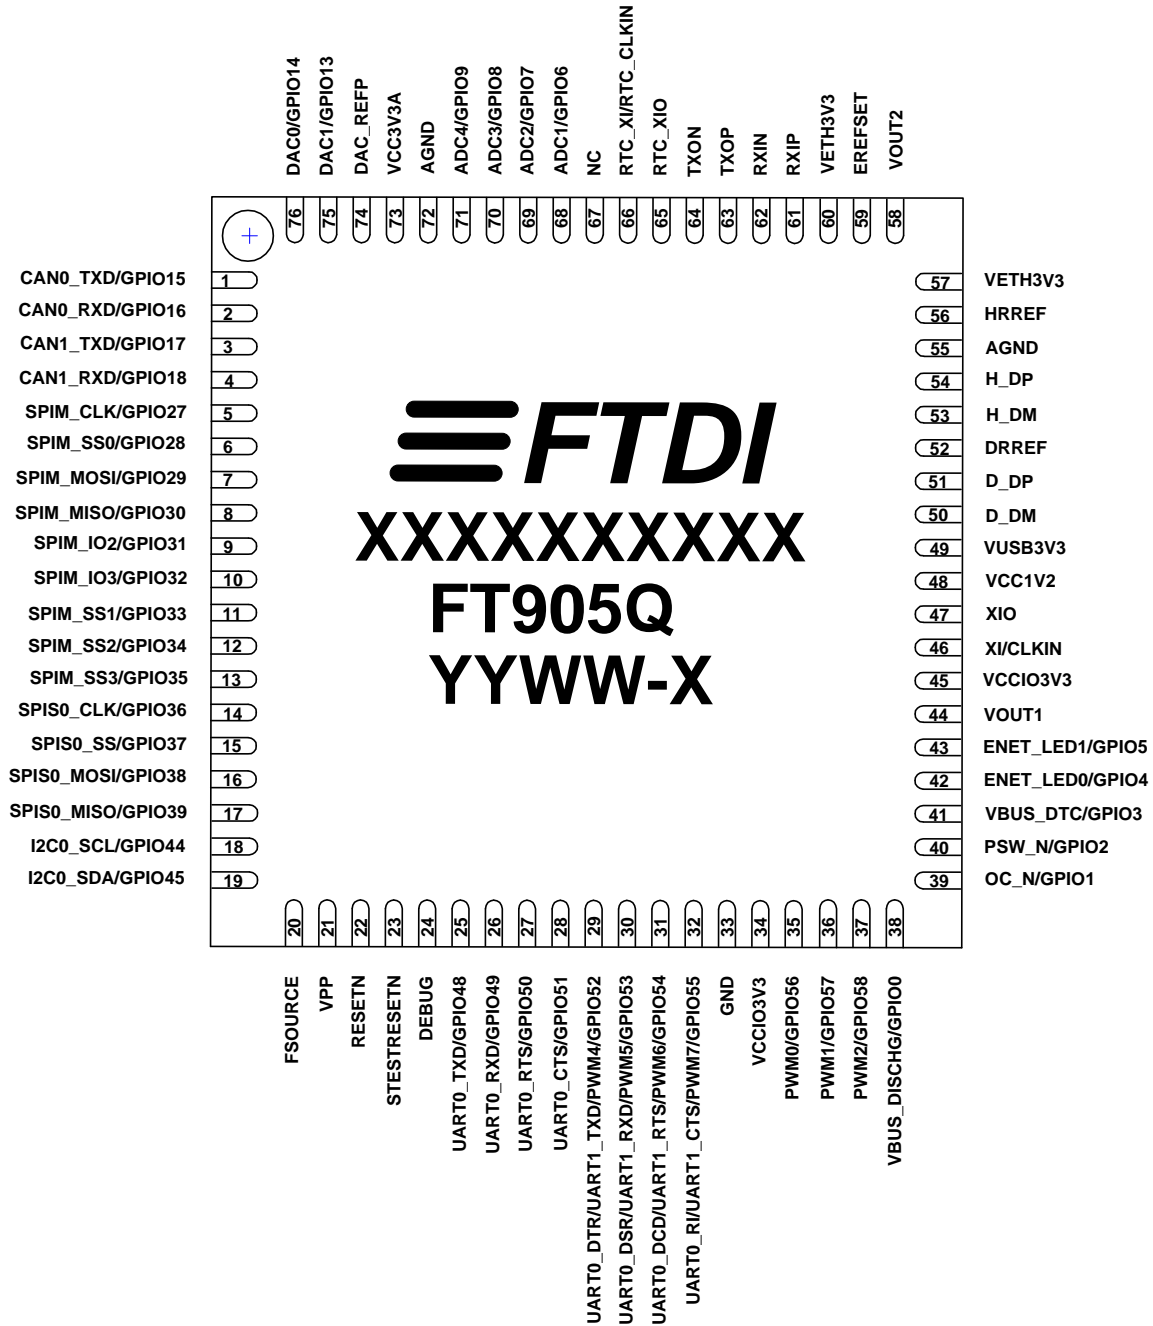 DAC0/GPIO14
DAC1/GPIO13
DAC_REFP
VCC3V3A
AGND
ADC4/GPIO9
ADC3/GPIO8
ADC2/GPIO7
ADC1/GPIO6
NC
RTC_XI/RTC_CLKIN
RTC_XIO
TXON
TXOP
RXIN
RXIP
VETH3V3
EREFSET
VOUT2
76
75
74
73
72
71
70
69
68
67
66
65
64
63
62
61
60
59
58
CAN0_TXD/GPIO15 1
CAN0_RXD/GPIO16 2
CAN1_TXD/GPIO17 3
CAN1_RXD/GPIO18 4
SPIM_CLK/GPIO27 5
SPIM_SS0/GPIO28 6
SPIM_MOSI/GPIO29 7
SPIM_MISO/GPIO30 8
SPIM_IO2/GPIO31 9
SPIM_IO3/GPIO32 10
SPIM_SS1/GPIO33 11
SPIM_SS2/GPIO34 12
SPIM_SS3/GPIO35 13
SPIS0_CLK/GPIO36 14
SPIS0_SS/GPIO37 15
SPIS0_MOSI/GPIO38 16
SPIS0_MISO/GPIO39 17
I2C0_SCL/GPIO44 18
I2C0_SDA/GPIO45 19
FTDI
XXXXXXXXXX
FT905Q
YYWW-X
57 VETH3V3
56 HRREF
55 AGND
54 H_DP
53 H_DM
52 DRREF
51 D_DP
50 D_DM
49 VUSB3V3
48 VCC1V2
47 XIO
46 XI/CLKIN
45 VCCIO3V3
44 VOUT1
43 ENET_LED1/GPIO5
42 ENET_LED0/GPIO4
41 VBUS_DTC/GPIO3
40 PSW_N/GPIO2
39 OC_N/GPIO1
20
21
22
23
24
25
26
27
28
29
30
31
32
33
34
35
36
37
38
FSOURCE
VPP
RESETN
STESTRESETN
DEBUG
UART0_TXD/GPIO48
UART0_RXD/GPIO49
UART0_RTS/GPIO50
UART0_CTS/GPIO51
UART0_DTR/UART1_TXD/PWM4/GPIO52
UART0_DSR/UART1_RXD/PWM5/GPIO53
UART0_DCD/UART1_RTS/PWM6/GPIO54
UART0_RI/UART1_CTS/PWM7/GPIO55
GND
VCCIO3V3
PWM0/GPIO56
PWM1/GPIO57
PWM2/GPIO58
VBUS_DISCHG/GPIO0